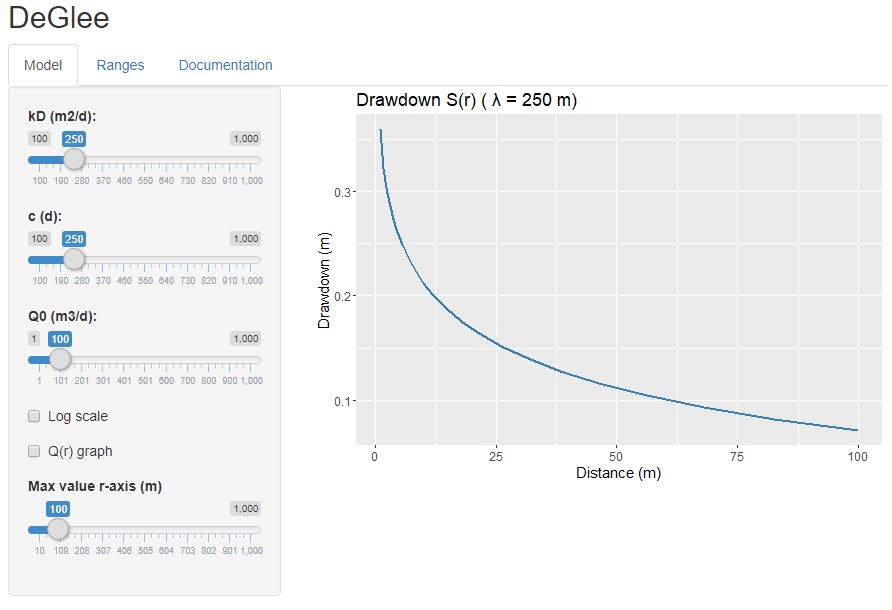 DeGlee
Model Ranges Documentation
kD (m2/d):
100 250 1,000
100 190 280 370 460 550 640 730 820 910 1,000
c (d):
100 250 1,000
100 190 280 370 460 550 640 730 820 910 1,000
Q0 (m3/d):
1 100 1,000
1 101 201 301 401 501 601 701 801 900 1,000
Log scale
Q(r) graph
Max value r-axis (m)
100 1,000
10 109 208 307 406 505 604 703 802 901 1,000
Drawdown S(r) ( λ = 250 m)
Drawdown (m)
0.3
0.2
0.1
0 25 50 75 100
Distance (m)